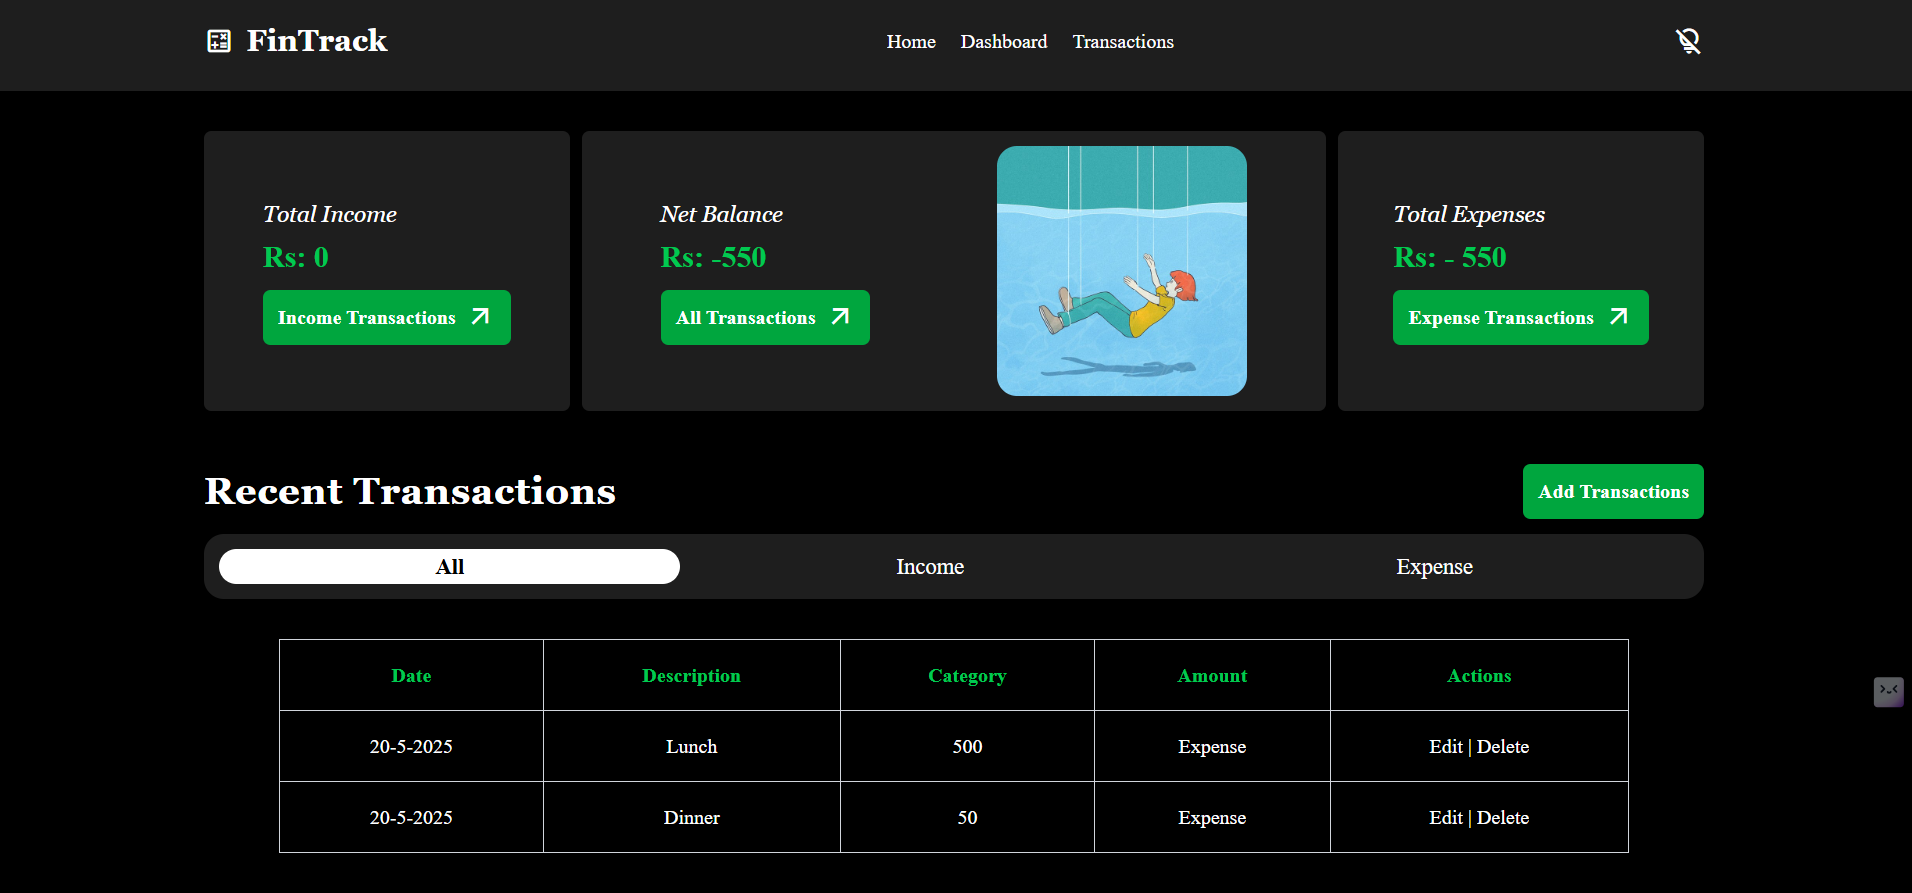 FinTrack
Home Dashboard Transactions
Total Income
Rs: 0
Income Transactions
Net Balance
Rs: -550
All Transactions
Total Expenses
Rs: - 550
Expense Transactions
Recent Transactions
Add Transactions
All Income Expense
Date Description Category Amount Actions
20-5-2025 Lunch 500 Expense Edit | Delete
20-5-2025 Dinner 50 Expense Edit | Delete